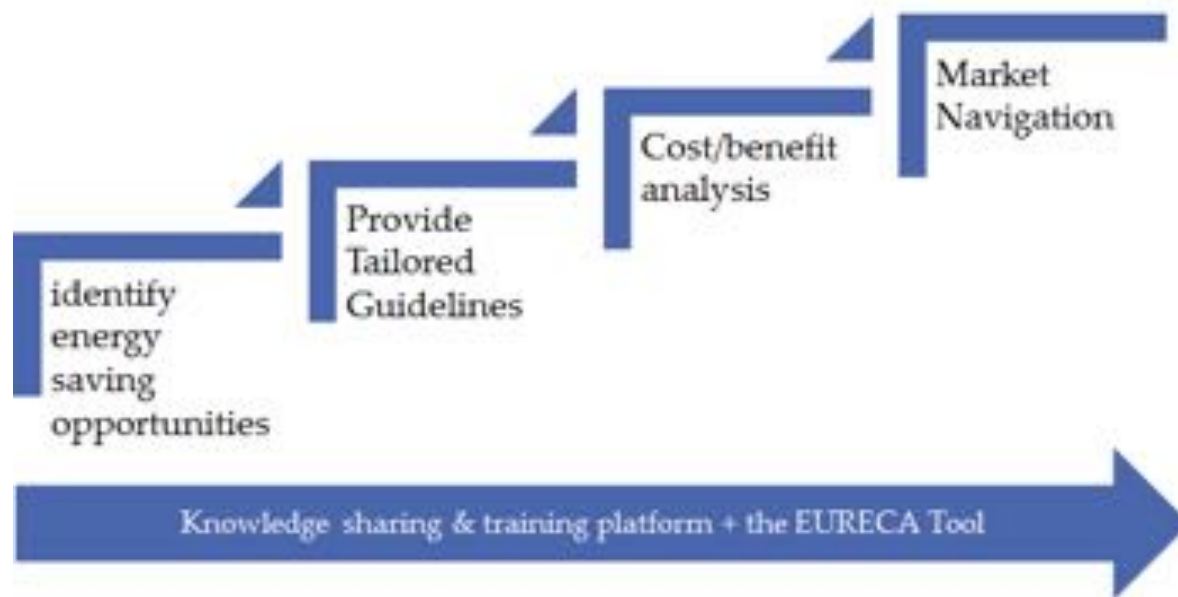 identify
energy
saving
opportunities
Provide
Tailored
Guidelines
Cost/benefit
analysis
Market
Navigation
Knowledge sharing & training platform + the EURECA Tool